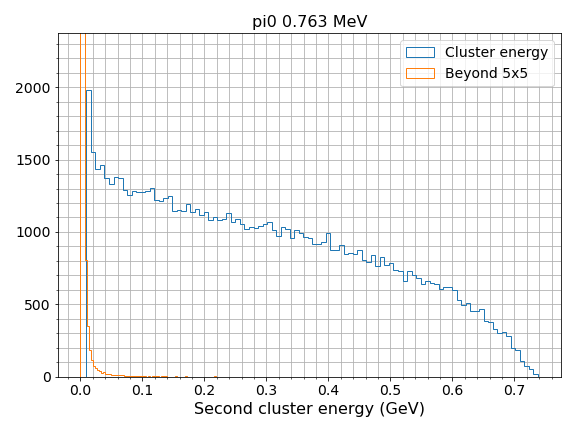 pi0 0.763 MeV
Cluster energy
Beyond 5x5
2000
1500
1000
500
0
0.0 0.1 0.2 0.3 0.4 0.5 0.6 0.7
Second cluster energy (GeV)